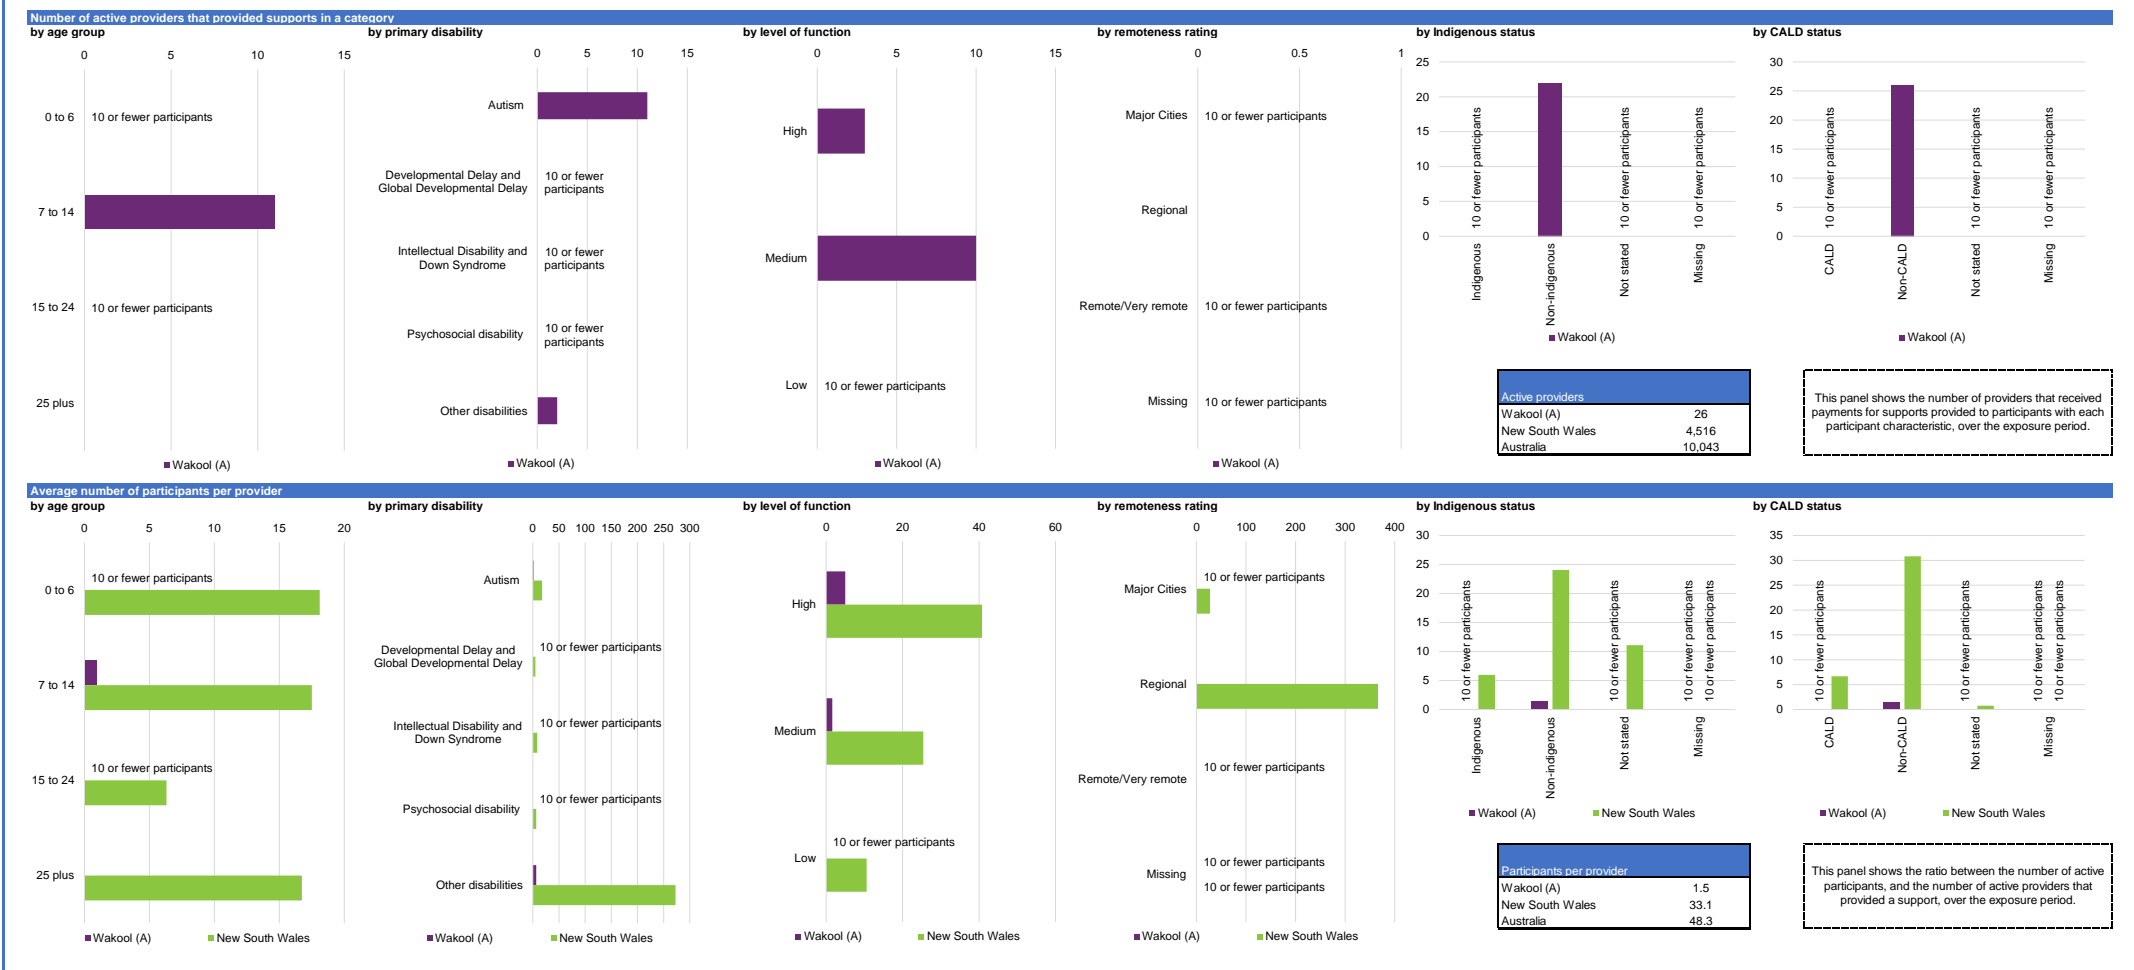 Number of active providers that provided supports in a category
by age group
0 5 10 15
0 to 6
10 or fewer participants
7 to 14
15 to 24
10 or fewer participants
25 plus
Wakool (A)
by primary disability
0 5 10 15
Autism
Developmental Delay and
Global Developmental Delay
10 or fewer
participants
Intellectual Disability and
Down Syndrome
10 or fewer
participants
Psychosocial disability
10 or fewer
participants
Other disabilities
Wakool (A)
by level of function
0 5 10 15
High
Medium
Low
10 or fewer participants
Wakool (A)
by remoteness rating
0 0.5 1
Major Cities
10 or fewer participants
Regional
Remote/Very remote
10 or fewer participants
Missing
10 or fewer participants
Wakool (A)
by Indigenous status
25
20
15
10
5
0
10 or fewer participants
10 or fewer participants
10 or fewer participants
Indigenous
Non-indigenous
Not stated
Missing
Wakool (A)
by CALD status
30
25
20
15
10
5
0
10 or fewer participants
10 or fewer participants
10 or fewer participants
CALD
Non-CALD
Not stated
Missing
Wakool (A)
Active providers
Wakool (A) 26
New South Wales 4,516
Australia 10,043
This panel shows the number of providers that received
payments for supports provided to participants with each
participant characteristic, over the exposure period.
Average number of participants per provider
by age group
0 5 10 15 20
0 to 6
10 or fewer participants
7 to 14
15 to 24
10 or fewer participants
25 plus
Wakool (A) New South Wales
by primary disability
0 50 100 150 200 250 300
Autism
Developmental Delay and
Global Developmental Delay
10 or fewer participants
Intellectual Disability and
Down Syndrome
10 or fewer participants
Psychosocial disability
10 or fewer participants
Other disabilities
Wakool (A) New South Wales
by level of function
0 20 40 60
High
Medium
Low
10 or fewer participants
Wakool (A) New South Wales
by remoteness rating
0 100 200 300 400
Major Cities
10 or fewer participants
Regional
Remote/Very remote
10 or fewer participants
Missing
10 or fewer participants
10 or fewer participants
Wakool (A) New South Wales
by Indigenous status
30
25
20
15
10
5
0
10 or fewer participants
10 or fewer participants
10 or fewer participants
10 or fewer participants
Indigenous
Non-indigenous
Not stated
Missing
Wakool (A) New South Wales
by CALD status
35
30
25
20
15
10
5
0
10 or fewer participants
10 or fewer participants
10 or fewer participants
10 or fewer participants
CALD
Non-CALD
Not stated
Missing
Wakool (A) New South Wales
Participants per provider
Wakool (A) 1.5
New South Wales 33.1
Australia 48.3
This panel shows the ratio between the number of active
participants, and the number of active providers that
provided a support, over the exposure period.